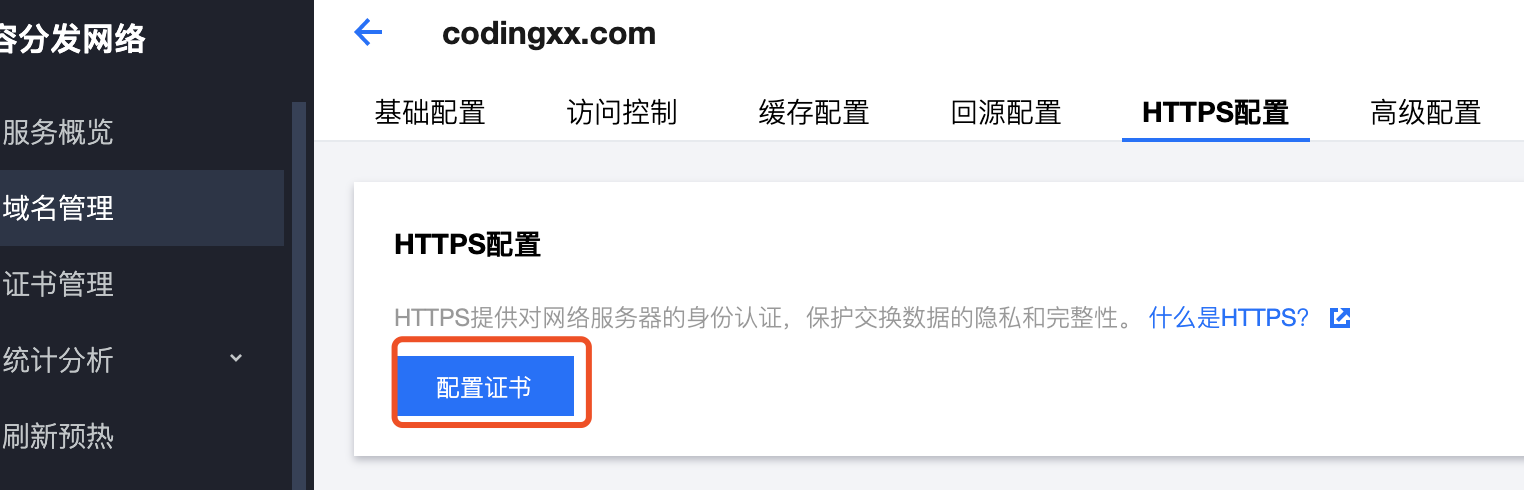 容分发网络
服务概览
域名管理
证书管理
统计分析
刷新预热
codingxx.com
基础配置 访问控制 缓存配置 回源配置 HTTPS配置 高级配置
HTTPS配置
HTTPS提供对网络服务器的身份认证，保护交换数据的隐私和完整性。 什么是HTTPS?
配置证书